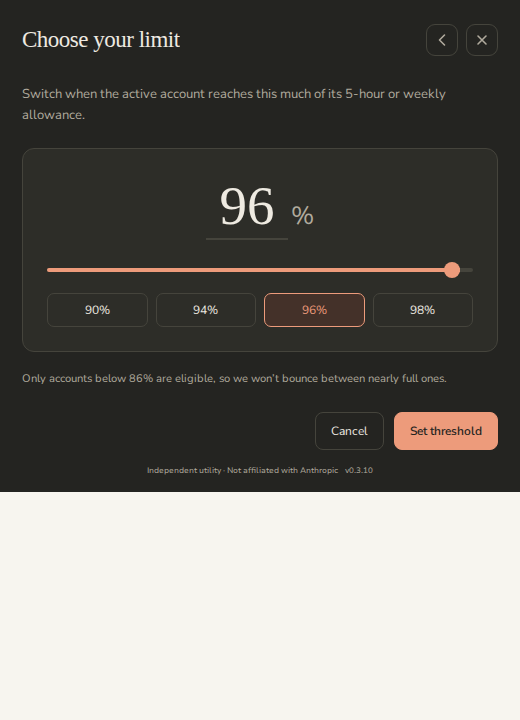 Choose your limit
Switch when the active account reaches this much of its 5-hour or weekly
allowance.
96 %
90% 94% 96% 98%
Only accounts below 86% are eligible, so we won’t bounce between nearly full ones.
Cancel Set threshold
Independent utility · Not affiliated with Anthropic v0.3.10